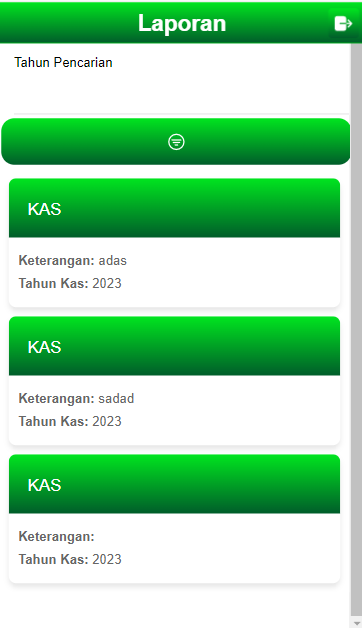 Laporan
Tahun Pencarian
KAS
Keterangan: adas
Tahun Kas: 2023
KAS
Keterangan: sadad
Tahun Kas: 2023
KAS
Keterangan:
Tahun Kas: 2023